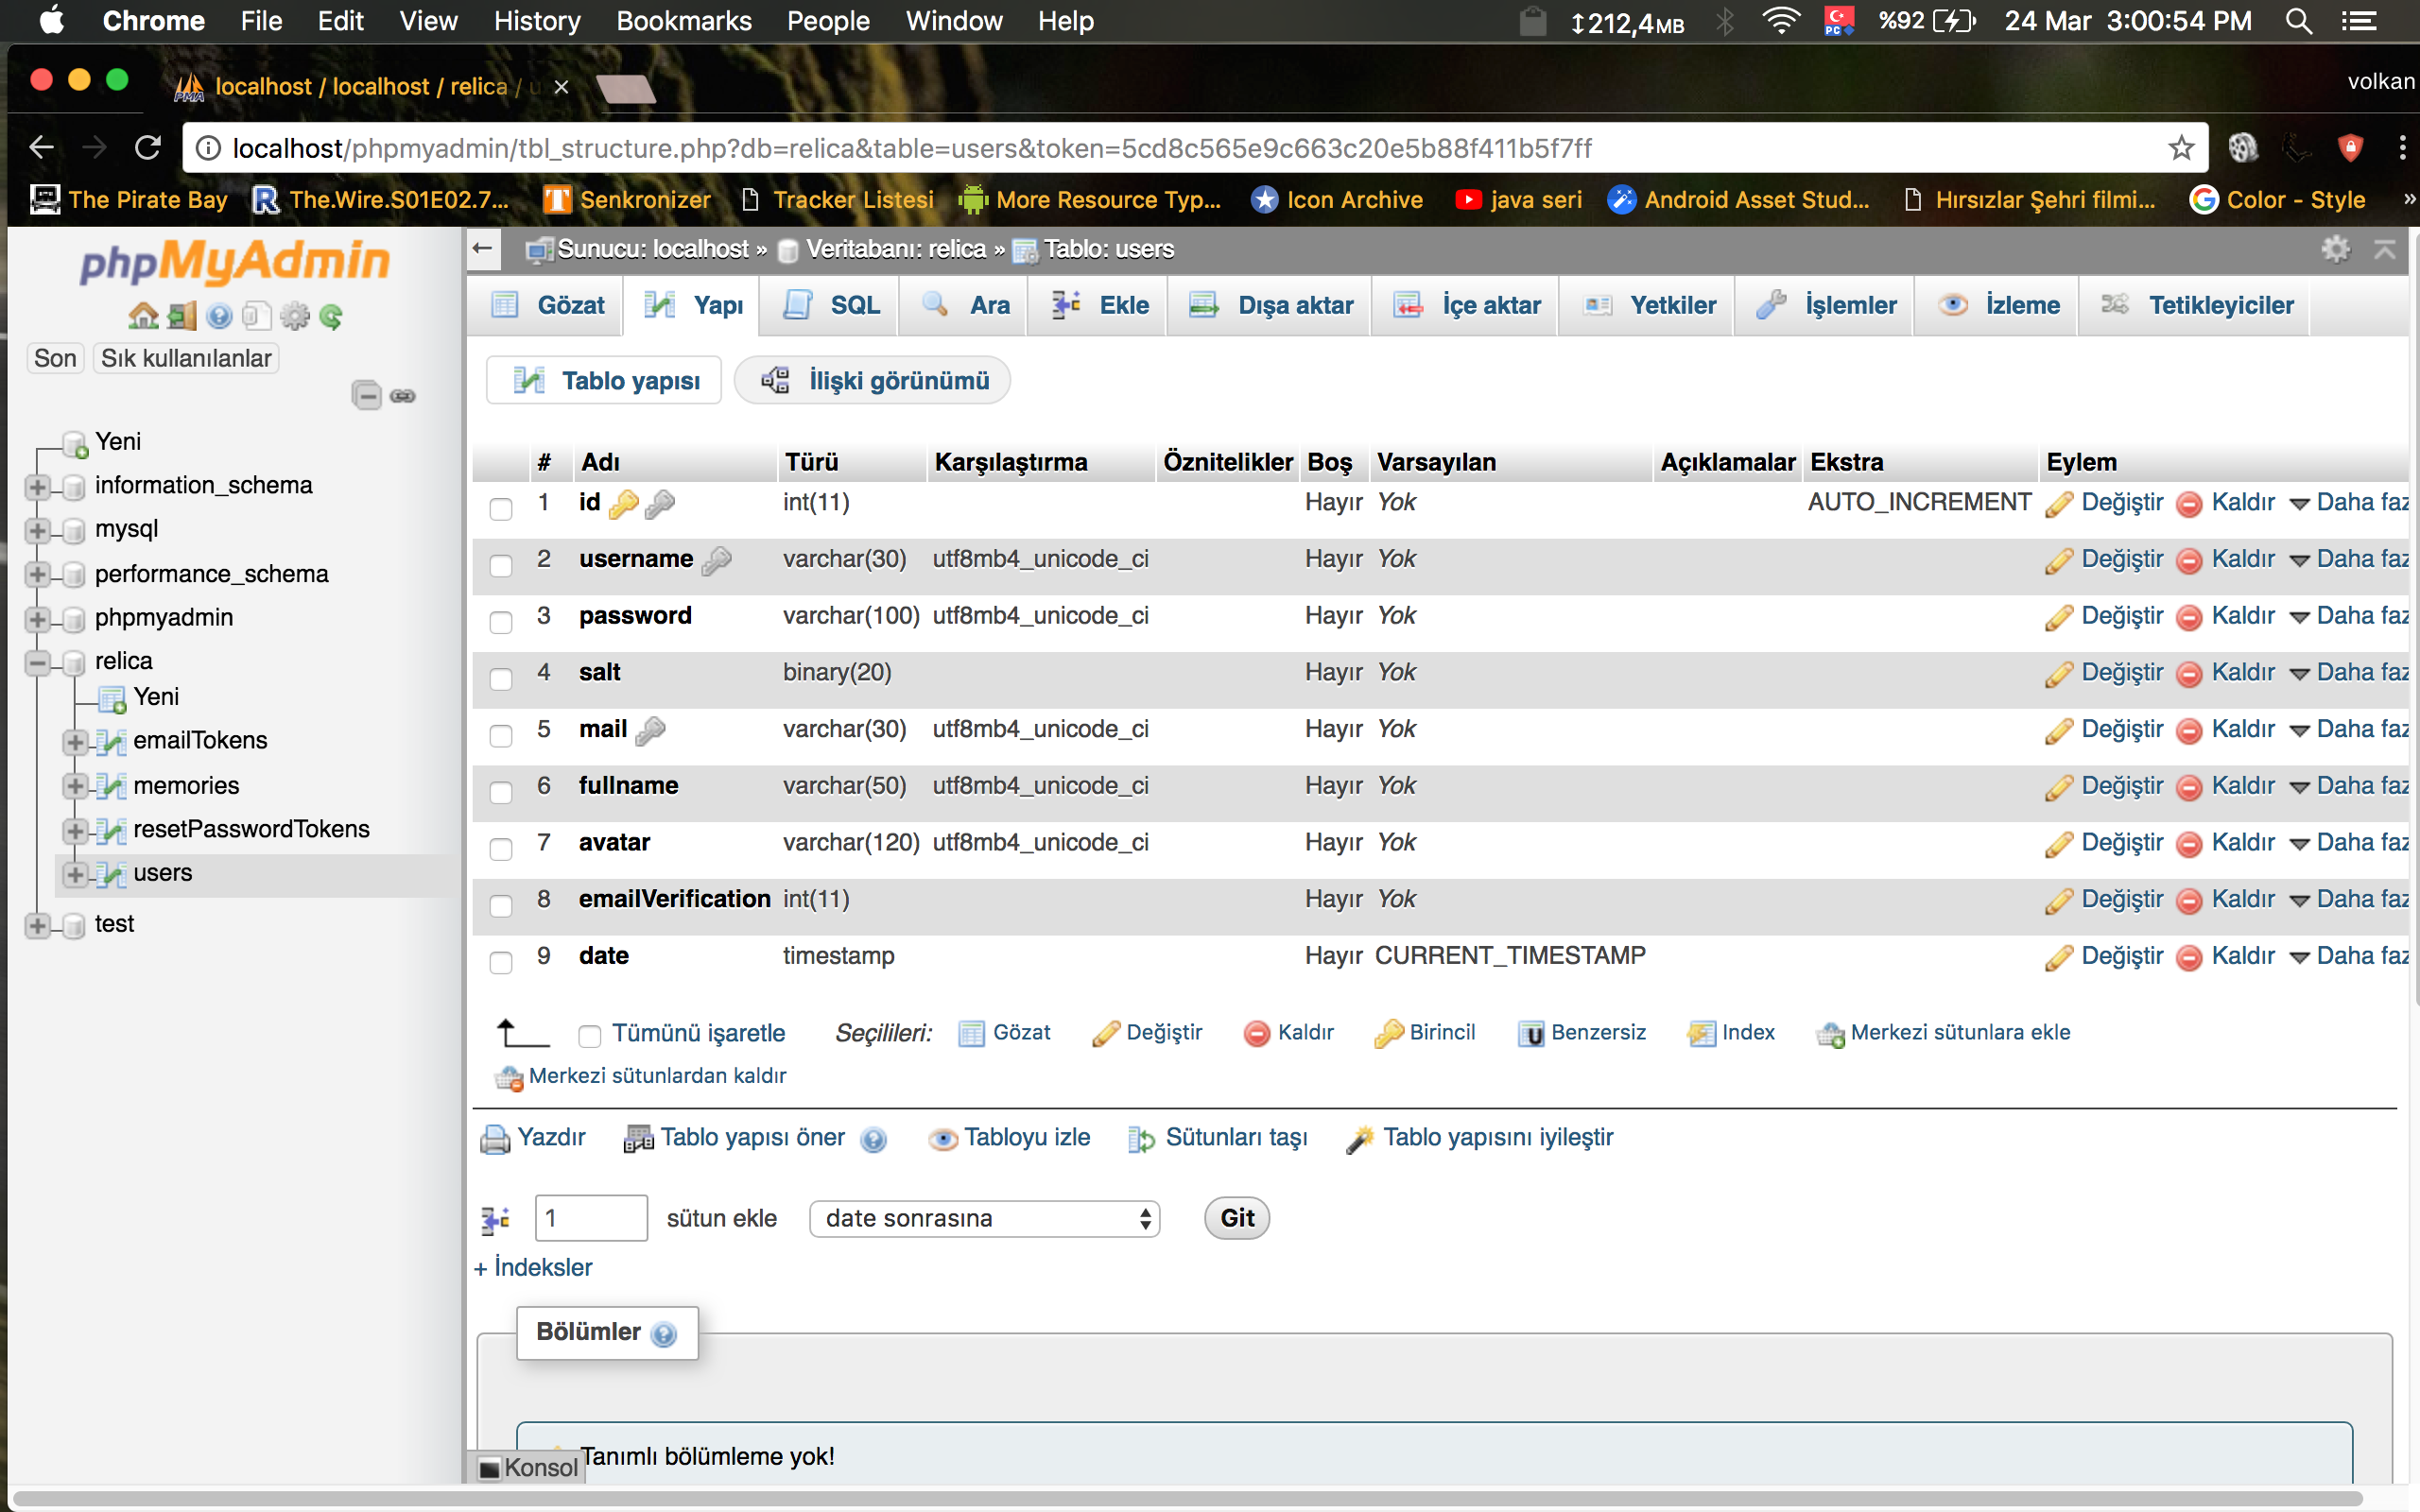 Chrome File Edit View History Bookmarks People Window Help ↕212,4MB PC %92 24 Mar 3:00:54 PM
PMA localhost / localhost / relica / u × volkan
localhost/phpmyadmin/tbl_structure.php?db=relica&table=users&token=5cd8c565e9c663c20e5b88f411b5f7ff
The Pirate Bay The.Wire.S01E02.7... Senkronizer Tracker Listesi More Resource Typ... Icon Archive java seri Android Asset Stud... Hırsızlar Şehri filmi... Color - Style »
phpMyAdmin
Son Sık kullanılanlar
Yeni
information_schema
mysql
performance_schema
phpmyadmin
relica
Yeni
emailTokens
memories
resetPasswordTokens
users
test
Sunucu: localhost » Veritabanı: relica » Tablo: users
Gözat Yapı SQL Ara Ekle Dışa aktar İçe aktar Yetkiler İşlemler İzleme Tetikleyiciler
Tablo yapısı İlişki görünümü
# Adı Türü Karşılaştırma Öznitelikler Boş Varsayılan Açıklamalar Ekstra Eylem
1 id int(11) Hayır Yok AUTO_INCREMENT Değiştir Kaldır Daha faz
2 username varchar(30) utf8mb4_unicode_ci Hayır Yok Değiştir Kaldır Daha faz
3 password varchar(100) utf8mb4_unicode_ci Hayır Yok Değiştir Kaldır Daha faz
4 salt binary(20) Hayır Yok Değiştir Kaldır Daha faz
5 mail varchar(30) utf8mb4_unicode_ci Hayır Yok Değiştir Kaldır Daha faz
6 fullname varchar(50) utf8mb4_unicode_ci Hayır Yok Değiştir Kaldır Daha faz
7 avatar varchar(120) utf8mb4_unicode_ci Hayır Yok Değiştir Kaldır Daha faz
8 emailVerification int(11) Hayır Yok Değiştir Kaldır Daha faz
9 date timestamp Hayır CURRENT_TIMESTAMP Değiştir Kaldır Daha faz
Tümünü işaretle Seçilileri: Gözat Değiştir Kaldır Birincil Benzersiz Index Merkezi sütunlara ekle
Merkezi sütunlardan kaldır
Yazdır Tablo yapısı öner Tabloyu izle Sütunları taşı Tablo yapısını iyileştir
1 sütun ekle date sonrasına Git
+ İndeksler
Bölümler
Tanımlı bölümleme yok!
Konsol